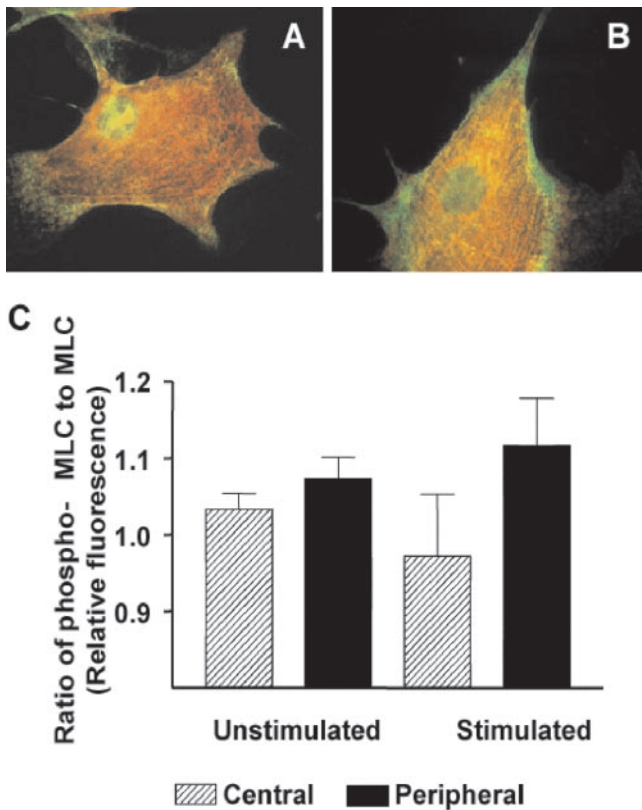 A
B
C
Ratio of phospho- MLC to MLC
(Relative fluorescence)
1.2
1.1
1.0
0.9
Unstimulated Stimulated
Central Peripheral